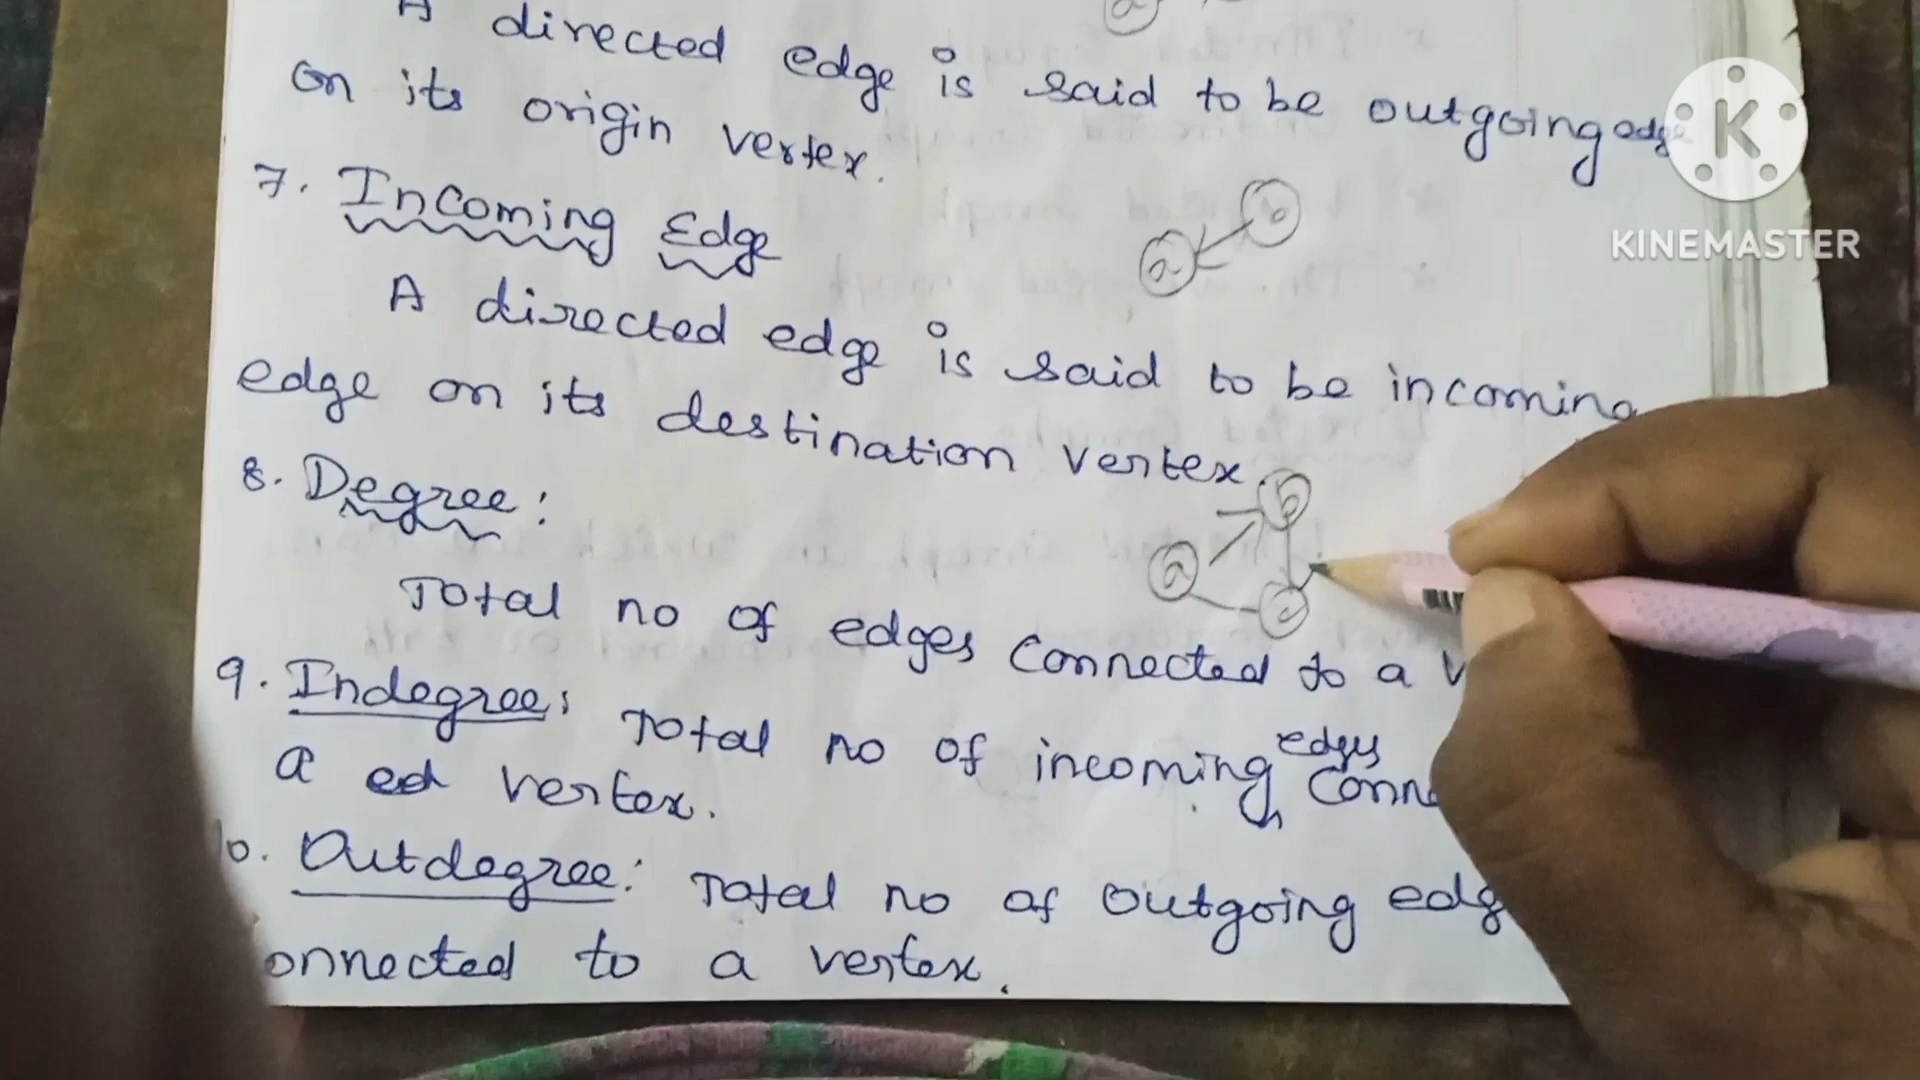 A directed edge is said to be outgoing edge
on its origin vertex.
7. Incoming Edge
A directed edge is said to be incoming
edge on its destination vertex.
8. Degree:
Total no of edges connected to a
9. Indegree: Total no of incoming edges
a vertex.
Outdegree: Total no of outgoing
to a vertex.
a
b
a
b
a
K
KINEMASTER